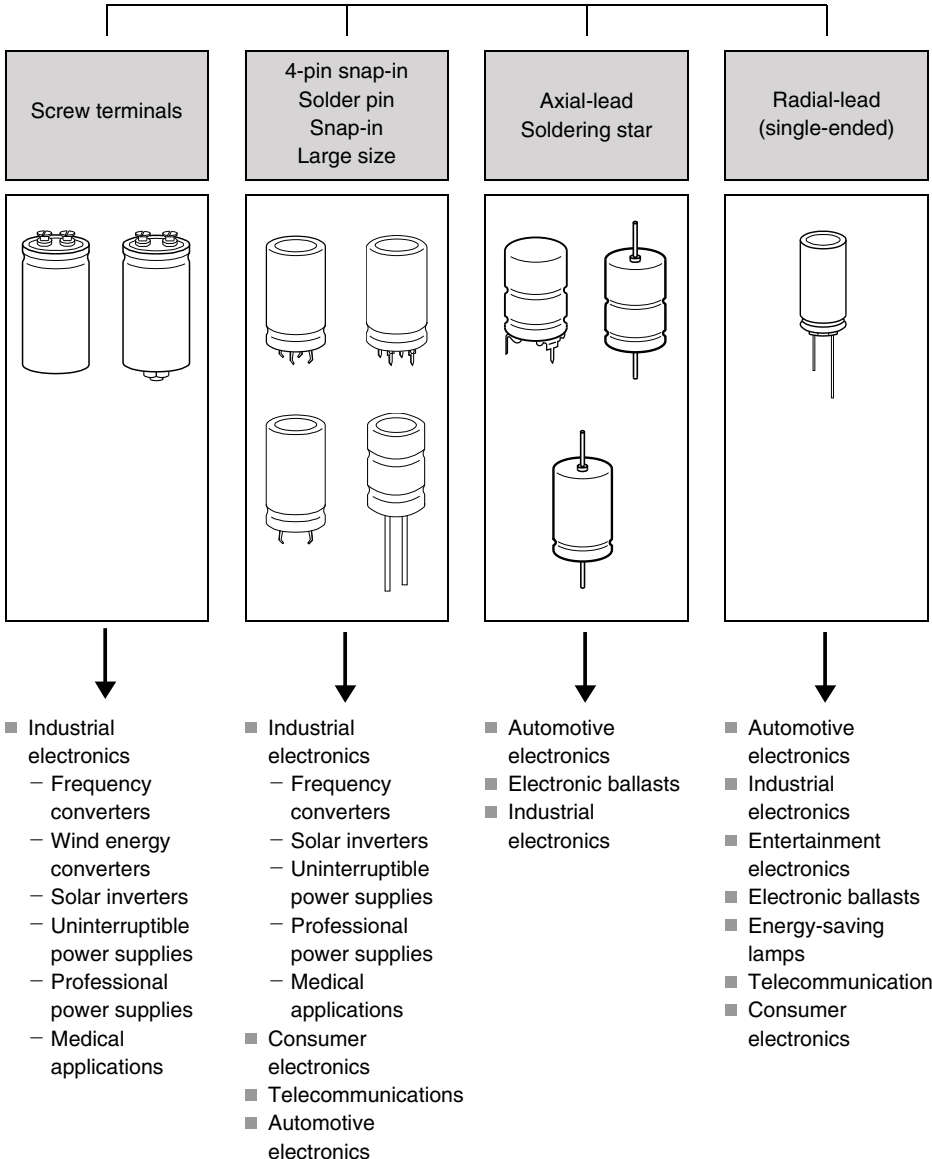 Screw terminals
4-pin snap-in
Solder pin
Snap-in
Large size
Axial-lead
Soldering star
Radial-lead
(single-ended)
■ Industrial
electronics
– Frequency
converters
– Wind energy
converters
– Solar inverters
– Uninterruptible
power supplies
– Professional
power supplies
– Medical
applications
■ Industrial
electronics
– Frequency
converters
– Solar inverters
– Uninterruptible
power supplies
– Professional
power supplies
– Medical
applications
■ Consumer
electronics
■ Telecommunications
■ Automotive
electronics
■ Automotive
electronics
■ Electronic ballasts
■ Industrial
electronics
■ Automotive
electronics
■ Industrial
electronics
■ Entertainment
electronics
■ Electronic ballasts
■ Energy-saving
lamps
■ Telecommunication
■ Consumer
electronics